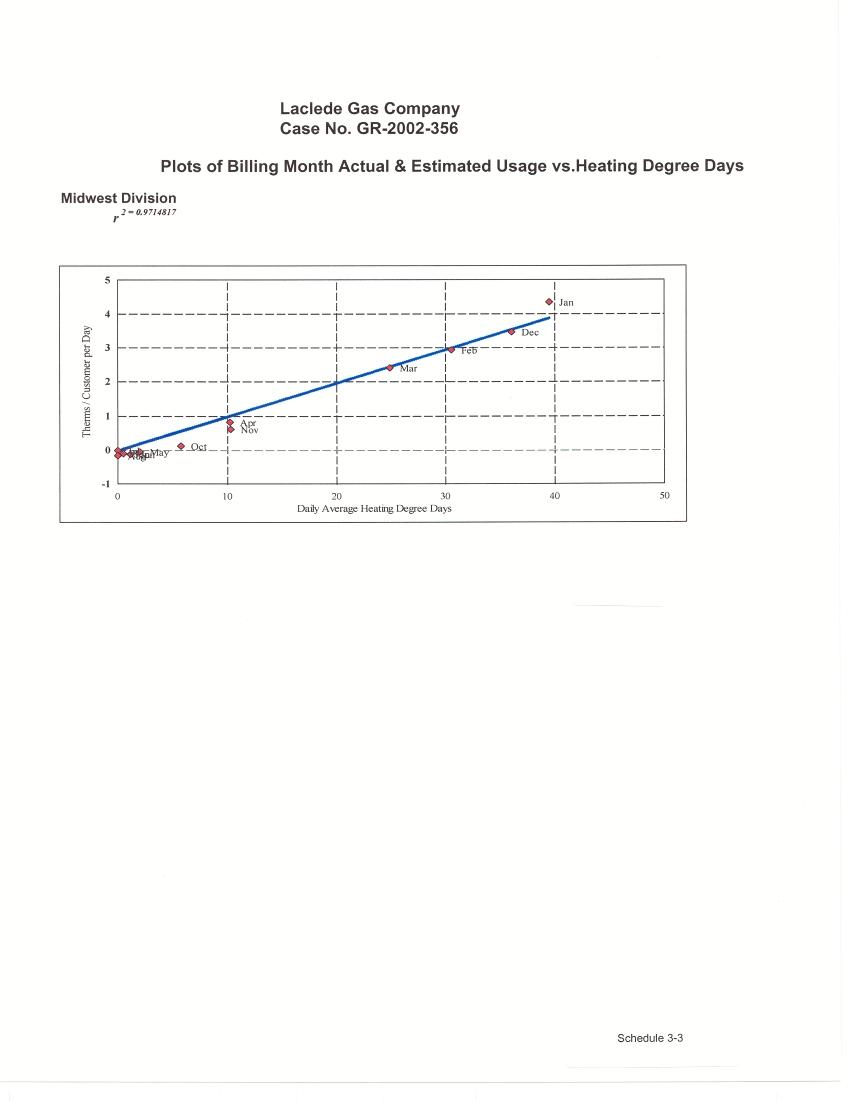 Laclede Gas Company
Case No. GR-2002-356
Plots of Billing Month Actual & Estimated Usage vs.Heating Degree Days
Midwest Division
r 2 = 0.9714817
5
4
3
2
1
0
-1
Therms / Customer per Day
Jan
Dec
Feb
Mar
Apr
Nov
Oct
May
0
10
20
30
40
50
Daily Average Heating Degree Days
Schedule 3-3